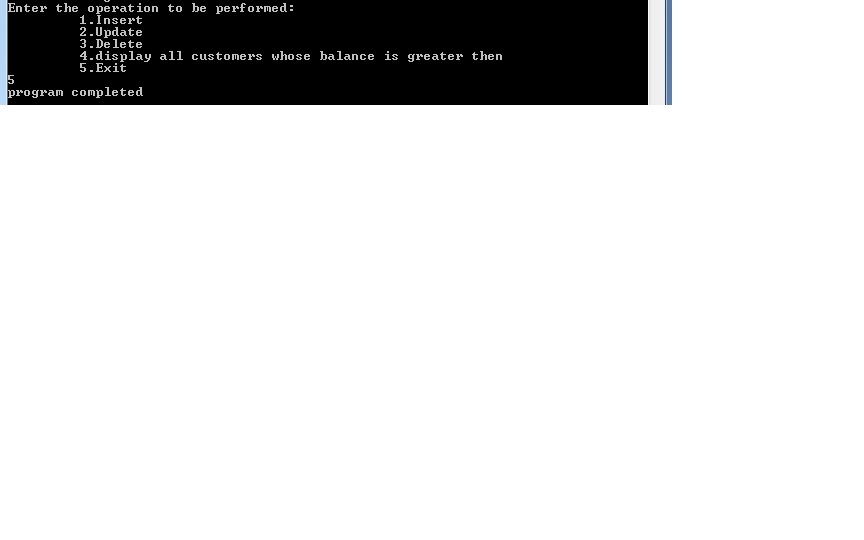 Enter the operation to be performed:
1.Insert
2.Update
3.Delete
4.display all customers whose balance is greater then
5.Exit
5
program completed